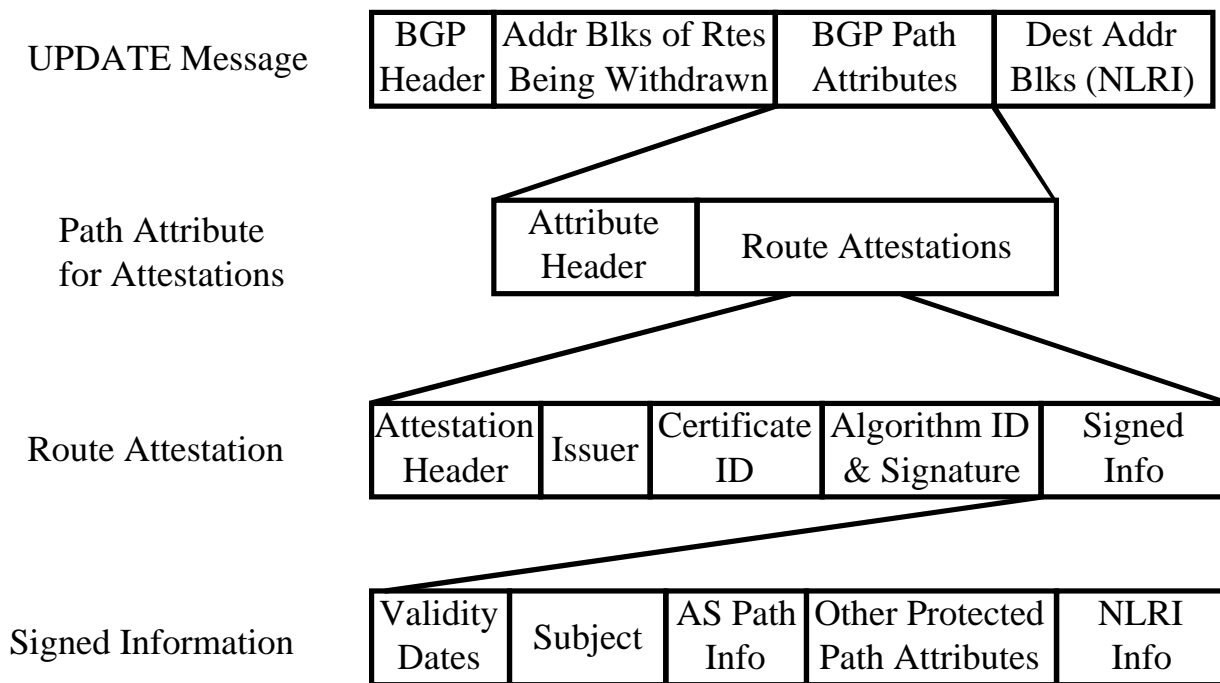 UPDATE Message
BGP
Header
Addr Blks of Rtes
Being Withdrawn
BGP Path
Attributes
Dest Addr
Blks (NLRI)
Path Attribute
for Attestations
Attribute
Header
Route Attestations
Route Attestation
Attestation
Header
Issuer
Certificate
ID
Algorithm ID
& Signature
Signed
Info
Signed Information
Validity
Dates
Subject
AS Path
Info
Other Protected
Path Attributes
NLRI
Info